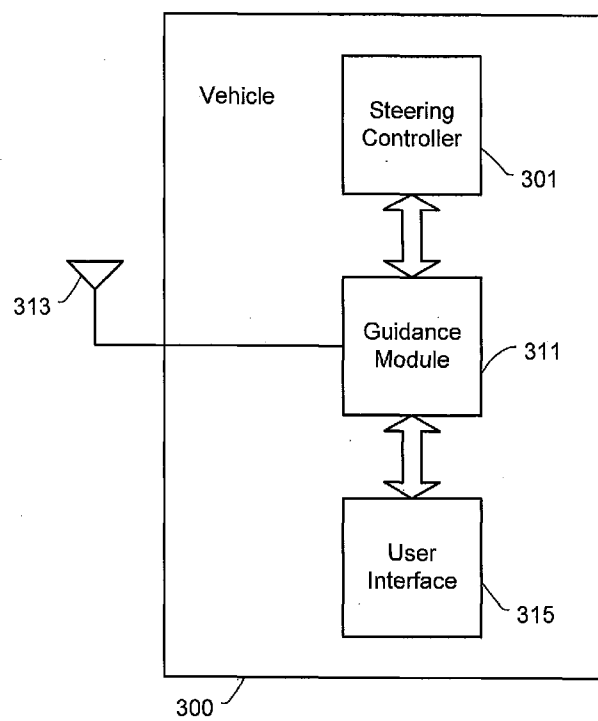 Vehicle
Steering
Controller
301
313
Guidance
Module
311
User
Interface
315
300